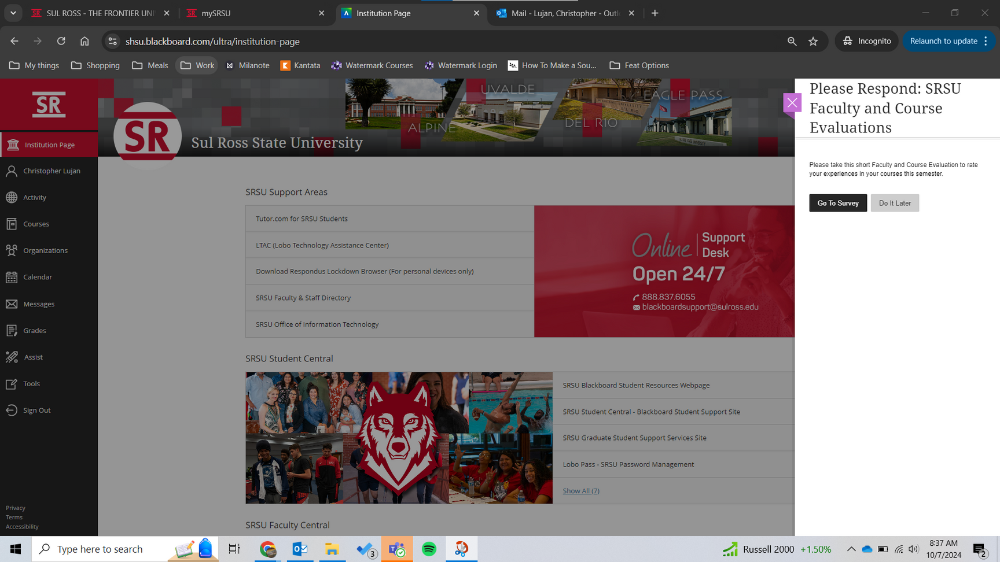 SUL ROSS - THE FRONTIER UNI
mySRSU
Institution Page
Mail - Lujan, Christopher - Outl
shsu.blackboard.com/ultra/institution-page
Incognito
Relaunch to update
My things
Shopping
Meals
Work
Milanote
Kantata
Watermark Courses
Watermark Login
How To Make a Sou...
Feat Options
SR
Institution Page
Christopher Lujan
Activity
Courses
Organizations
Calendar
Messages
Grades
Assist
Tools
Sign Out
Privacy
Terms
Accessibility
ALPINE
UVALDE
DEL RIO
EAGLE PASS
SR
Sul Ross State University
SRSU Support Areas
Tutor.com for SRSU Students
LTAC (Lobo Technology Assistance Center)
Download Respondus Lockdown Browser (For personal devices only)
SRSU Faculty & Staff Directory
SRSU Office of Information Technology
Online Support
Desk
Open 24/7
888.837.6055
blackboardsupport@sulross.edu
SRSU Student Central
SRSU Blackboard Student Resources Webpage
SRSU Student Central - Blackboard Student Support Site
SRSU Graduate Student Support Services Site
Lobo Pass - SRSU Password Management
Show All (7)
SRSU Faculty Central
Please Respond: SRSU
Faculty and Course
Evaluations
Please take this short Faculty and Course Evaluation to rate
your experiences in your courses this semester.
Go To Survey
Do It Later
Type here to search
3
Russell 2000 +1.50%
8:37 AM
10/7/2024
2